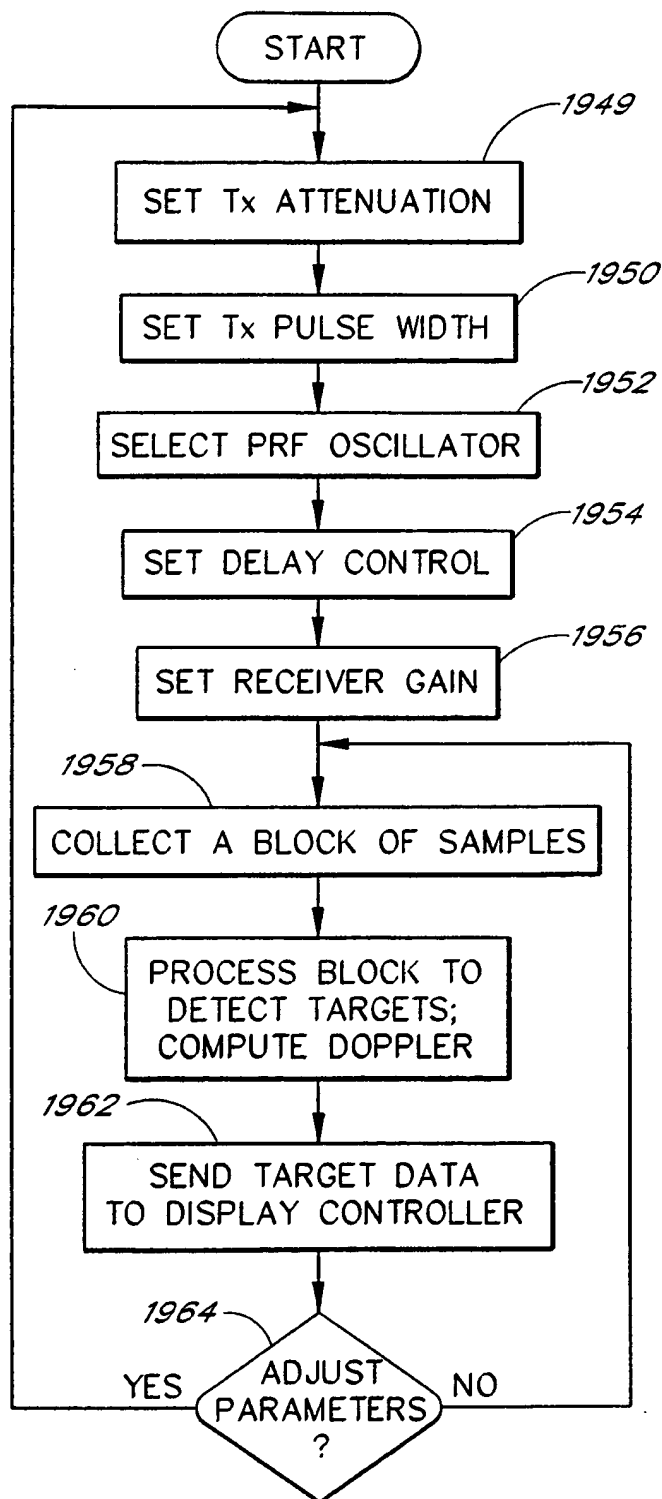 START
1949
SET Tx ATTENUATION
1950
SET Tx PULSE WIDTH
1952
SELECT PRF OSCILLATOR
1954
SET DELAY CONTROL
1956
SET RECEIVER GAIN
1958
COLLECT A BLOCK OF SAMPLES
1960
PROCESS BLOCK TO
DETECT TARGETS;
COMPUTE DOPPLER
1962
SEND TARGET DATA
TO DISPLAY CONTROLLER
1964
YES
ADJUST
PARAMETERS
?
NO